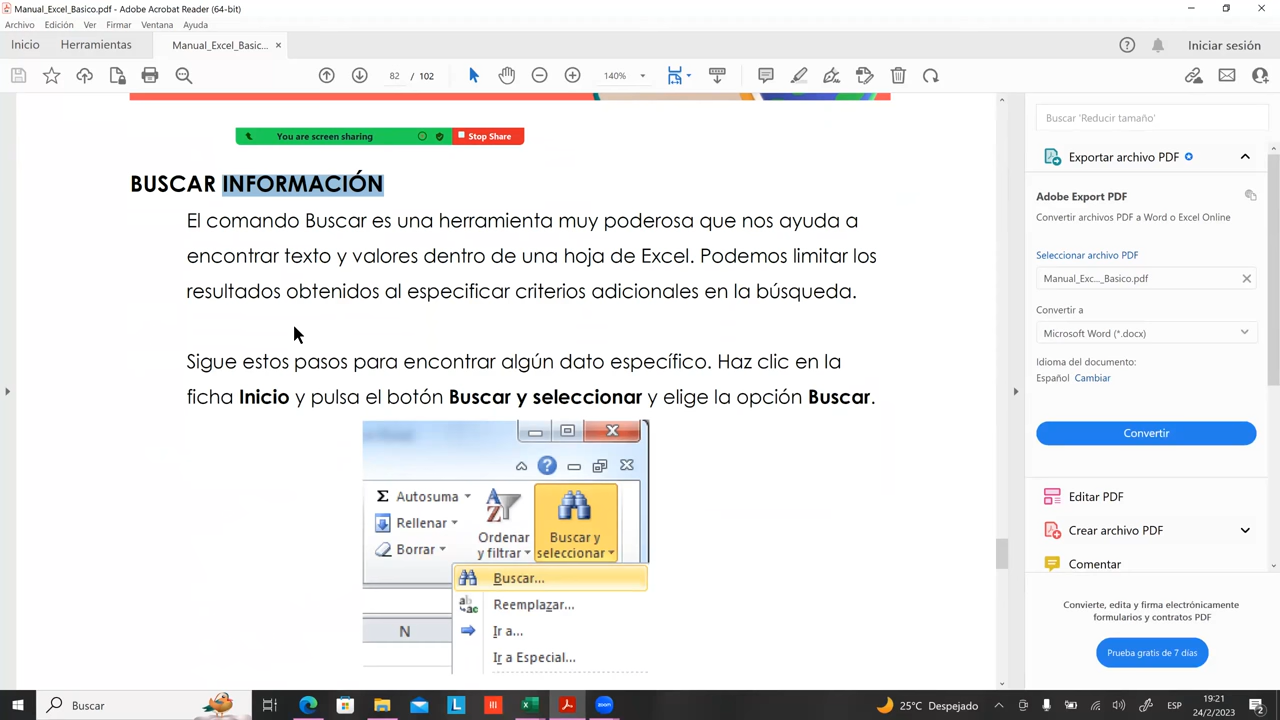 Manual_Excel_Basico.pdf - Adobe Acrobat Reader (64-bit)
Archivo Edición Ver Firmar Ventana Ayuda
Inicio Herramientas Manual_Excel_Basic... × Iniciar sesión
82 / 102 140%
You are screen sharing Stop Share
BUSCAR INFORMACIÓN
El comando Buscar es una herramienta muy poderosa que nos ayuda a
encontrar texto y valores dentro de una hoja de Excel. Podemos limitar los
resultados obtenidos al especificar criterios adicionales en la búsqueda.
Sigue estos pasos para encontrar algún dato específico. Haz clic en la
ficha Inicio y pulsa el botón Buscar y seleccionar y elige la opción Buscar.
Σ Autosuma
Rellenar
Borrar
Ordenar
y filtrar
Buscar y
seleccionar
Buscar...
Reemplazar...
Ir a...
Ir a Especial...
N
Buscar 'Reducir tamaño'
Exportar archivo PDF
Adobe Export PDF
Convertir archivos PDF a Word o Excel Online
Seleccionar archivo PDF
Manual_Exc..._Basico.pdf
Convertir a
Microsoft Word (*.docx)
Idioma del documento:
Español Cambiar
Convertir
Editar PDF
Crear archivo PDF
Comentar
Convierte, edita y firma electrónicamente
formularios y contratos PDF
Prueba gratis de 7 días
Buscar
L
zoom
25°C Despejado
ESP
19:21
24/2/2023
2